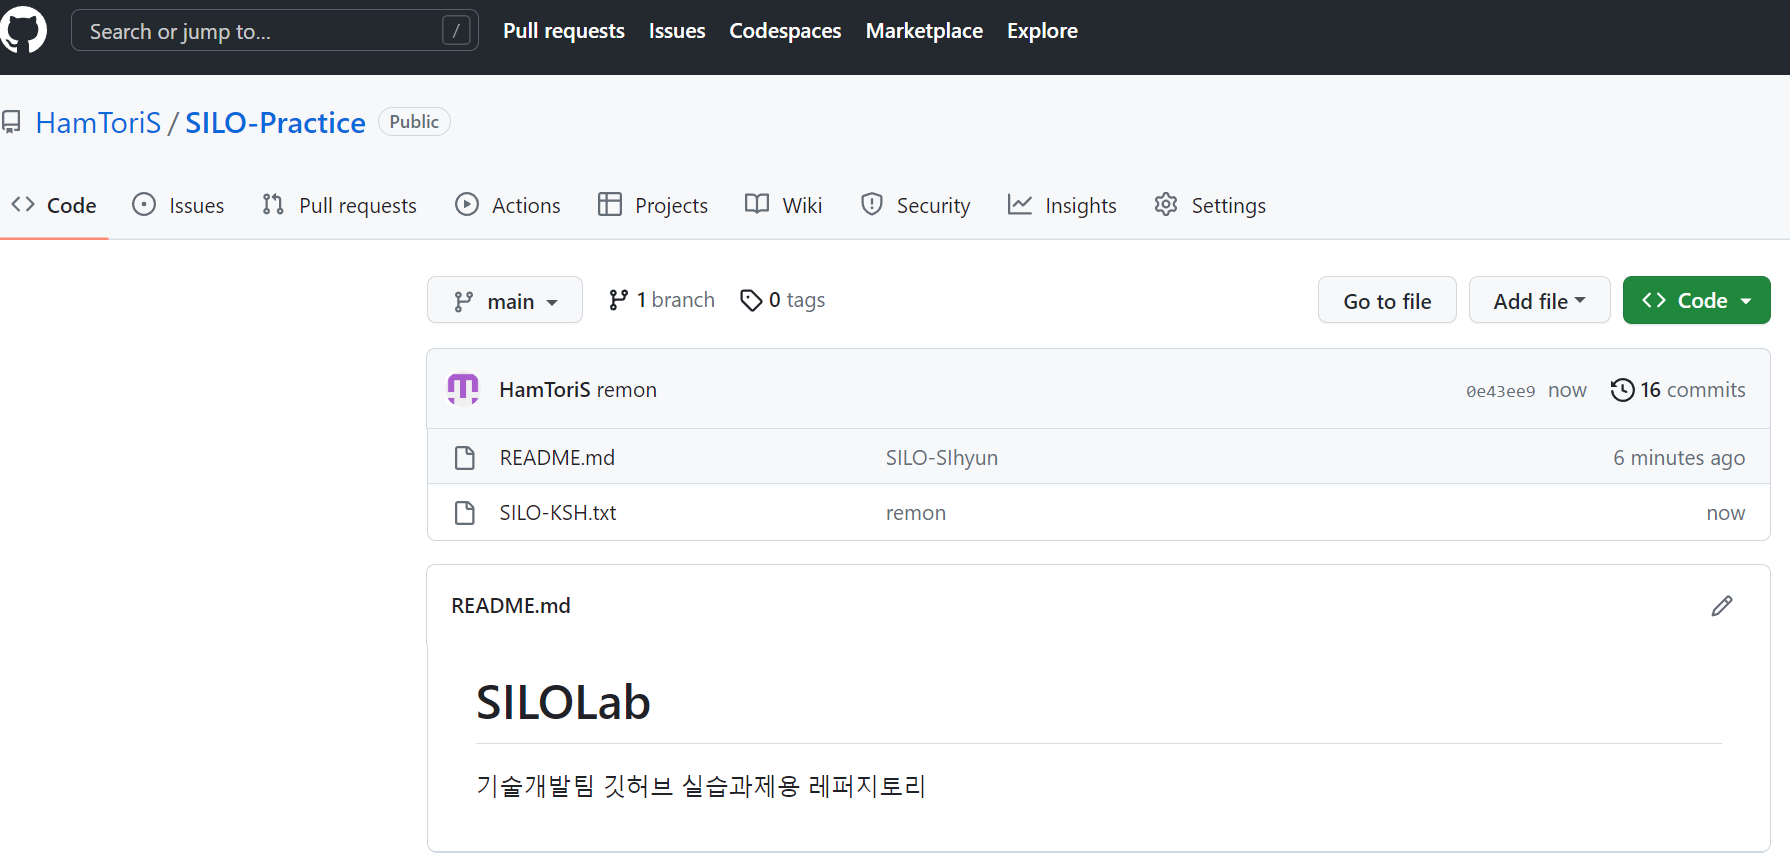 Search or jump to... / Pull requests Issues Codespaces Marketplace Explore
HamToriS / SILO-Practice Public
Code Issues Pull requests Actions Projects Wiki Security Insights Settings
main 1 branch 0 tags Go to file Add file Code
HamToriS remon 0e43ee9 now 16 commits
README.md SILO-SIhyun 6 minutes ago
SILO-KSH.txt remon now
README.md
SILOLab
기술개발팀 깃허브 실습과제용 레퍼지토리